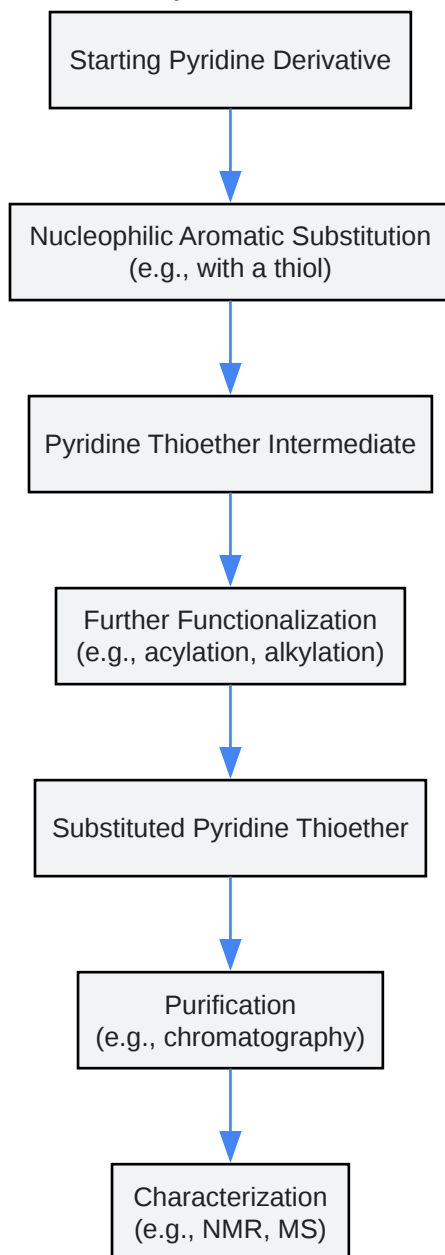 Starting Pyridine Derivative
Nucleophilic Aromatic Substitution
(e.g., with a thiol)
Pyridine Thioether Intermediate
Further Functionalization
(e.g., acylation, alkylation)
Substituted Pyridine Thioether
Purification
(e.g., chromatography)
Characterization
(e.g., NMR, MS)